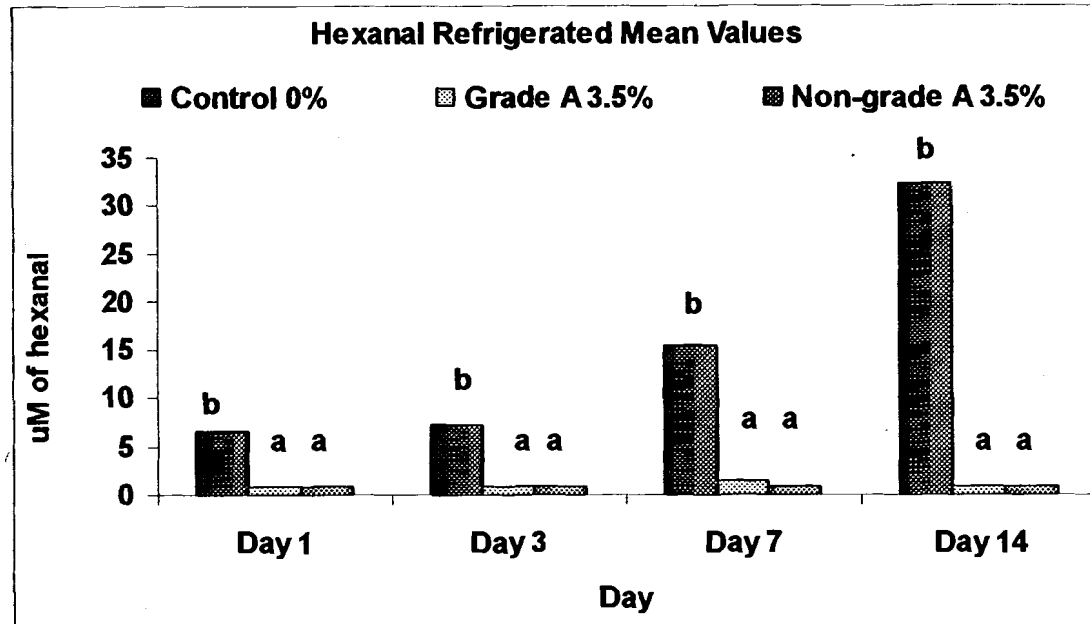 Hexanal Refrigerated Mean Values
Control 0% Grade A 3.5% Non-grade A 3.5%
uM of hexanal
35
30
25
20
15
10
5
0
b
a a
b
a a
b
a a
b
a a
Day 1 Day 3 Day 7 Day 14
Day